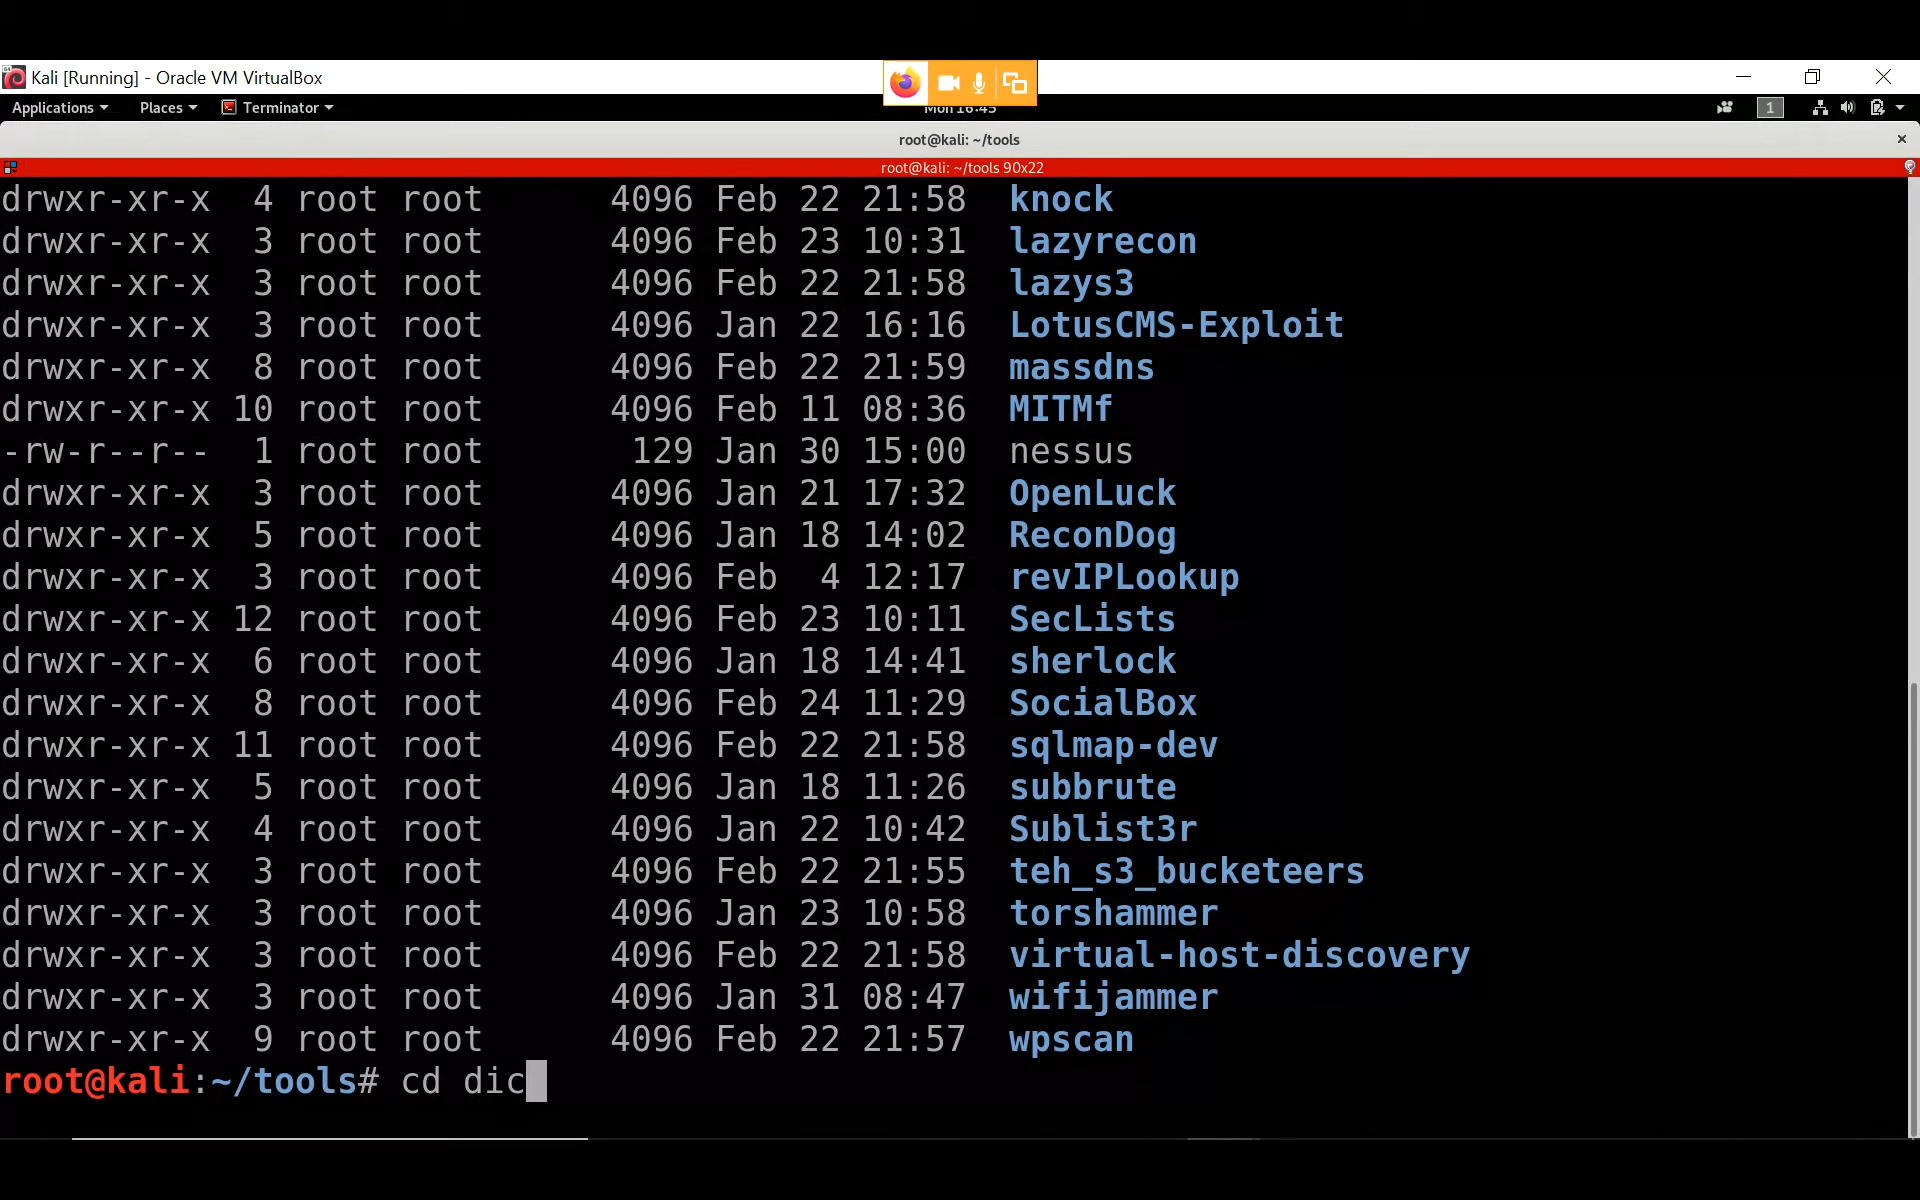 Kali [Running] - Oracle VM VirtualBox
Applications Places Terminator Mon 16:45 1
root@kali: ~/tools
root@kali: ~/tools 90x22
drwxr-xr-x 4 root root 4096 Feb 22 21:58 knock
drwxr-xr-x 3 root root 4096 Feb 23 10:31 lazyrecon
drwxr-xr-x 3 root root 4096 Feb 22 21:58 lazys3
drwxr-xr-x 3 root root 4096 Jan 22 16:16 LotusCMS-Exploit
drwxr-xr-x 8 root root 4096 Feb 22 21:59 massdns
drwxr-xr-x 10 root root 4096 Feb 11 08:36 MITMf
-rw-r--r-- 1 root root 129 Jan 30 15:00 nessus
drwxr-xr-x 3 root root 4096 Jan 21 17:32 OpenLuck
drwxr-xr-x 5 root root 4096 Jan 18 14:02 ReconDog
drwxr-xr-x 3 root root 4096 Feb 4 12:17 revIPLookup
drwxr-xr-x 12 root root 4096 Feb 23 10:11 SecLists
drwxr-xr-x 6 root root 4096 Jan 18 14:41 sherlock
drwxr-xr-x 8 root root 4096 Feb 24 11:29 SocialBox
drwxr-xr-x 11 root root 4096 Feb 22 21:58 sqlmap-dev
drwxr-xr-x 5 root root 4096 Jan 18 11:26 subbrute
drwxr-xr-x 4 root root 4096 Jan 22 10:42 Sublist3r
drwxr-xr-x 3 root root 4096 Feb 22 21:55 teh_s3_bucketeers
drwxr-xr-x 3 root root 4096 Jan 23 10:58 torshammer
drwxr-xr-x 3 root root 4096 Feb 22 21:58 virtual-host-discovery
drwxr-xr-x 3 root root 4096 Jan 31 08:47 wifijammer
drwxr-xr-x 9 root root 4096 Feb 22 21:57 wpscan
root@kali:~/tools# cd dic